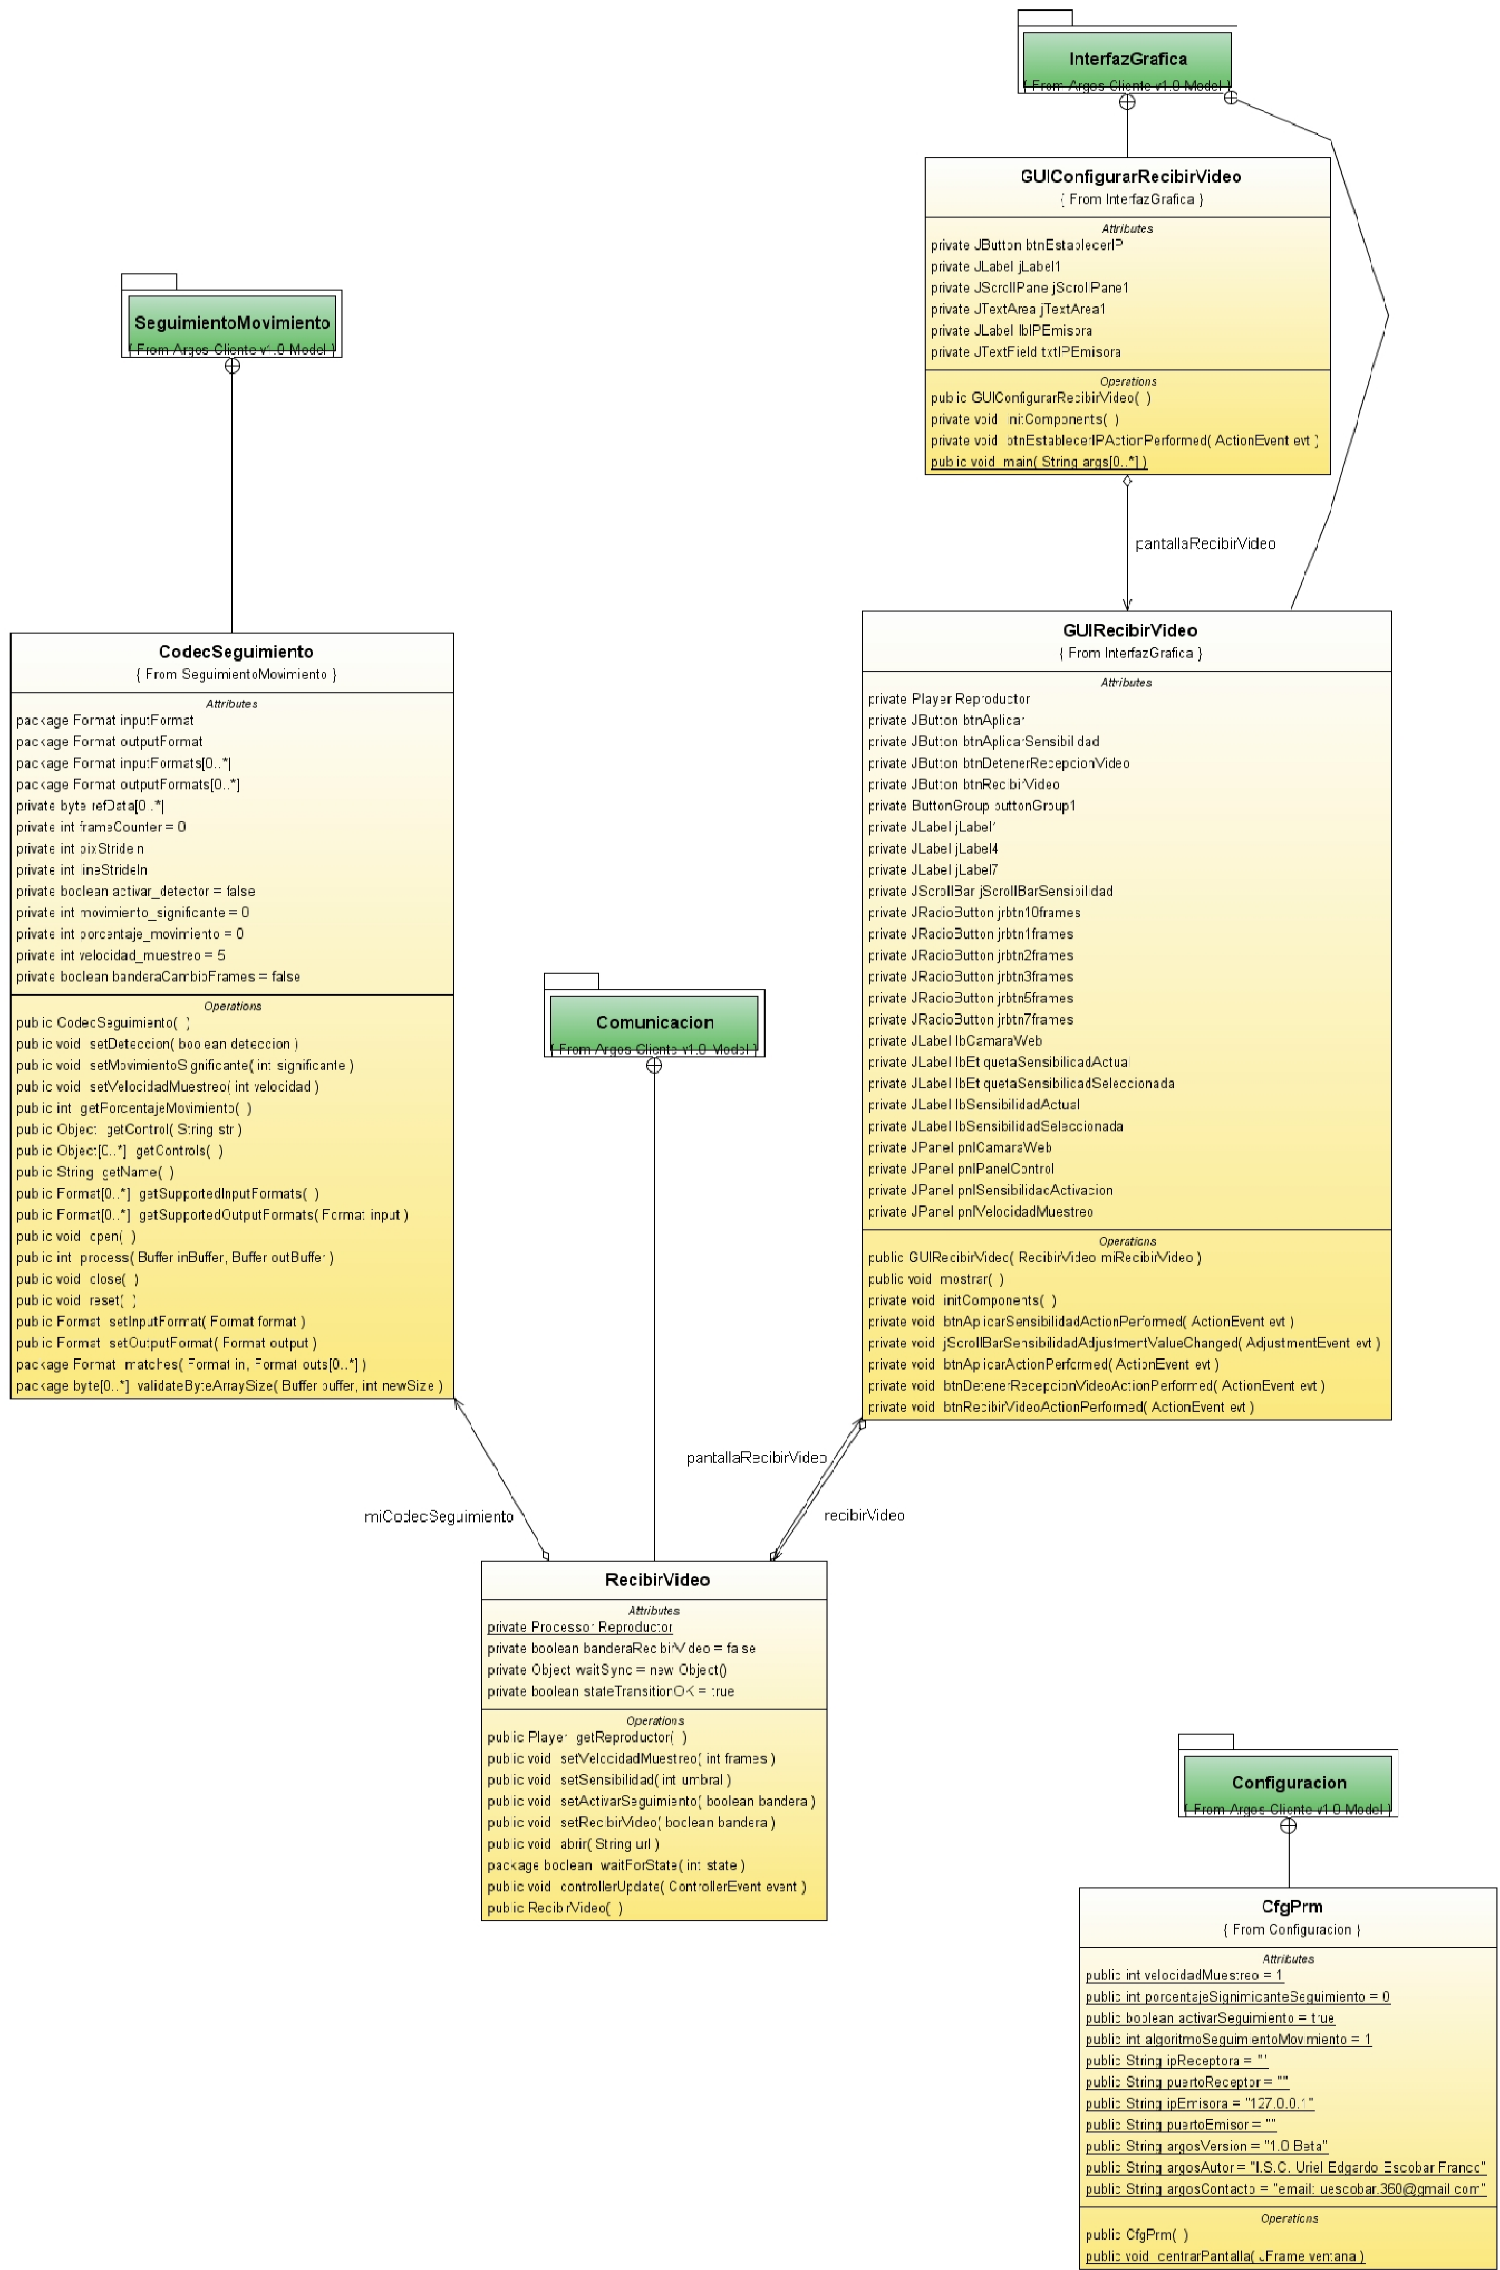 InterfazGrafica
{ From Argos Cliente v1.0 Model }
GUIConfigurarRecibirVideo
{ From InterfazGrafica }
Attributes
private JButton btnEstablecerIP
private JLabel jLabel1
private JScrollPane jScrollPane1
private JTextArea jTextArea1
private JLabel lblIPEmisora
private JTextField txtIPEmisora
Operations
public GUIConfigurarRecibirVideo(  )
private void  initComponents(  )
private void  btnEstablecerIPActionPerformed( ActionEvent evt )
public void  main( String args[0..*] )
pantallaRecibirVideo
SeguimientoMovimiento
{ From Argos Cliente v1.0 Model }
CodecSeguimiento
{ From SeguimientoMovimiento }
Attributes
package Format inputFormat
package Format outputFormat
package Format inputFormats[0..*]
package Format outputFormats[0..*]
private byte refData[0..*]
private int frameCounter = 0
private int pixStrideIn
private int lineStrideIn
private boolean activar_detector = false
private int movimiento_significante = 0
private int porcentaje_movimiento = 0
private int velocidad_muestreo = 5
private boolean banderaCambioFrames = false
Operations
public CodecSeguimiento(  )
public void  setDeteccion( boolean deteccion )
public void  setMovimientoSignificante( int significante )
public void  setVelocidadMuestreo( int velocidad )
public int  getPorcentajeMovimiento(  )
public Object  getControl( String str )
public Object[0..*]  getControls(  )
public String  getName(  )
public Format[0..*]  getSupportedInputFormats(  )
public Format[0..*]  getSupportedOutputFormats( Format input )
public void  open(  )
public int  process( Buffer inBuffer, Buffer outBuffer )
public void  close(  )
public void  reset(  )
public Format  setInputFormat( Format format )
public Format  setOutputFormat( Format output )
package Format  matches( Format in, Format outs[0..*] )
package byte[0..*]  validateByteArraySize( Buffer buffer, int newSize )
GUIRecibirVideo
{ From InterfazGrafica }
Attributes
private Player Reproductor
private JButton btnAplicar
private JButton btnAplicarSensibilidad
private JButton btnDetenerRecepcionVideo
private JButton btnRecibirVideo
private ButtonGroup buttonGroup1
private JLabel jLabel1
private JLabel jLabel4
private JLabel jLabel7
private JScrollBar jScrollBarSensibilidad
private JRadioButton jrbtn10frames
private JRadioButton jrbtn1frames
private JRadioButton jrbtn2frames
private JRadioButton jrbtn3frames
private JRadioButton jrbtn5frames
private JRadioButton jrbtn7frames
private JLabel lbCamaraWeb
private JLabel lbEtiquetaSensibilicadActual
private JLabel lbEtiquetaSensibilicadSeleccionada
private JLabel lbSensibilidadActual
private JLabel lbSensibilidadSeleccionada
private JPanel pnlCamaraWeb
private JPanel pnlPanelControl
private JPanel pnlSensibilidadActivacion
private JPanel pnlVelocidadMuestreo
Operations
public GUIRecibirVideo( RecibirVideo miRecibirVideo )
public void  mostrar(  )
private void  initComponents(  )
private void  btnAplicarSensibilidadActionPerformed( ActionEvent evt )
private void  jScrollBarSensibilidadAdjustmentValueChanged( AdjustmentEvent evt )
private void  btnAplicarActionPerformed( ActionEvent evt )
private void  btnDetenerRecepcionVideoActionPerformed( ActionEvent evt )
private void  btnRecibirVideoActionPerformed( ActionEvent evt )
Comunicacion
{ From Argos Cliente v1.0 Model }
pantallaRecibirVideo
miCodecSeguimiento
recibirVideo
RecibirVideo
Attributes
private Processor Reproductor
private boolean banderaRecibirVideo = false
private Object waitSync = new Object()
private boolean stateTransitionOK = true
Operations
public Player  getReproductor(  )
public void  setVelocidadMuestreo( int frames )
public void  setSensibilidad( int umbral )
public void  setActivarSeguimiento( boolean bandera )
public void  setRecibirVideo( boolean bandera )
public void  abrir( String url )
package boolean  waitForState( int state )
public void  controllerUpdate( ControllerEvent event )
public RecibirVideo(  )
Configuracion
{ From Argos Cliente v1.0 Model }
CfgPrm
{ From Configuracion }
Attributes
public int velocidadMuestreo = 1
public int porcentajeSignimicanteSeguimiento = 0
public boolean activarSeguimiento = true
public int algoritmoSeguimientoMovimiento = 1
public String ipReceptora = ""
public String puertoReceptor = ""
public String ipEmisora = "127.0.0.1"
public String puertoEmisor = ""
public String argosVersion = "1.0 Beta"
public String argosAutor = "I.S.C. Uriel Edgardo Escobar Franco"
public String argosContacto = "email: uescobar.360@gmail.com"
Operations
public CfgPrm(  )
public void  centrarPantalla( JFrame ventana )